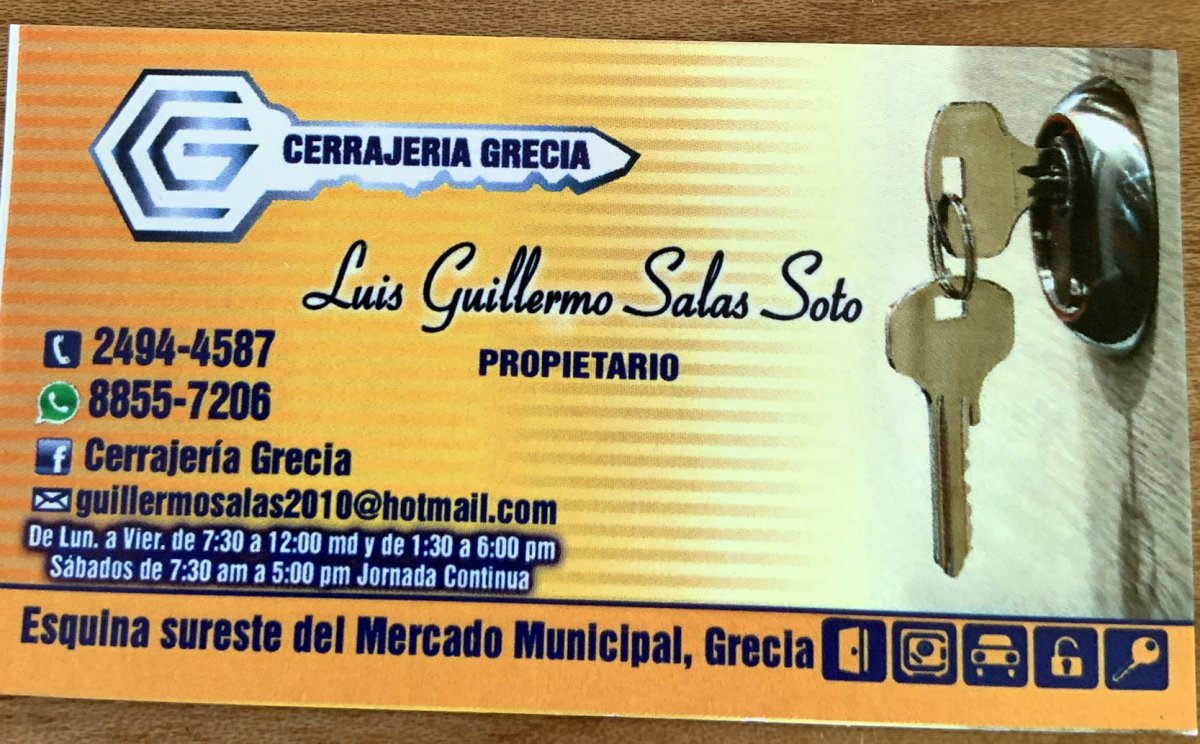 CG
CERRAJERIA GRECIA
Luis Guillermo Salas Soto
PROPIETARIO
2494-4587
8855-7206
f Cerrajería Grecia
guillermosalas2010@hotmail.com
De Lun. a Vier. de 7:30 a 12:00 md y de 1:30 a 6:00 pm
Sábados de 7:30 am a 5:00 pm Jornada Continua
Esquina sureste del Mercado Municipal, Grecia